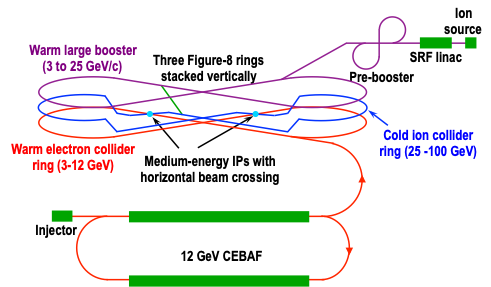 Ion
source
Warm large booster
(3 to 25 GeV/c)
Three Figure-8 rings
stacked vertically
SRF linac
Pre-booster
Warm electron collider
ring (3-12 GeV)
Medium-energy IPs with
horizontal beam crossing
Cold ion collider
ring (25 -100 GeV)
Injector
12 GeV CEBAF